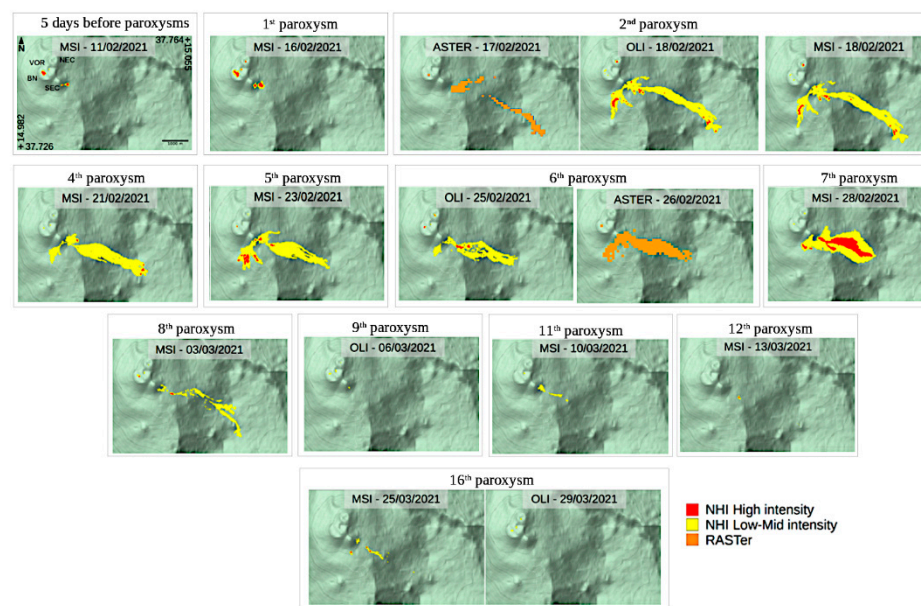 5 days before paroxysms
MSI - 11/02/2021
37.764+
+15.065
NEC
VOR
BN
SEC
+14.982
+37.726
1st paroxysm
MSI - 16/02/2021
2nd paroxysm
ASTER - 17/02/2021
OLI - 18/02/2021
MSI - 18/02/2021
4th paroxysm
MSI - 21/02/2021
5th paroxysm
MSI - 23/02/2021
6th paroxysm
OLI - 25/02/2021
ASTER - 26/02/2021
7th paroxysm
MSI - 28/02/2021
8th paroxysm
MSI - 03/03/2021
9th paroxysm
OLI - 06/03/2021
11th paroxysm
MSI - 10/03/2021
12th paroxysm
MSI - 13/03/2021
16th paroxysm
MSI - 25/03/2021
OLI - 29/03/2021
NHI High intensity
NHI Low-Mid intensity
RASTer